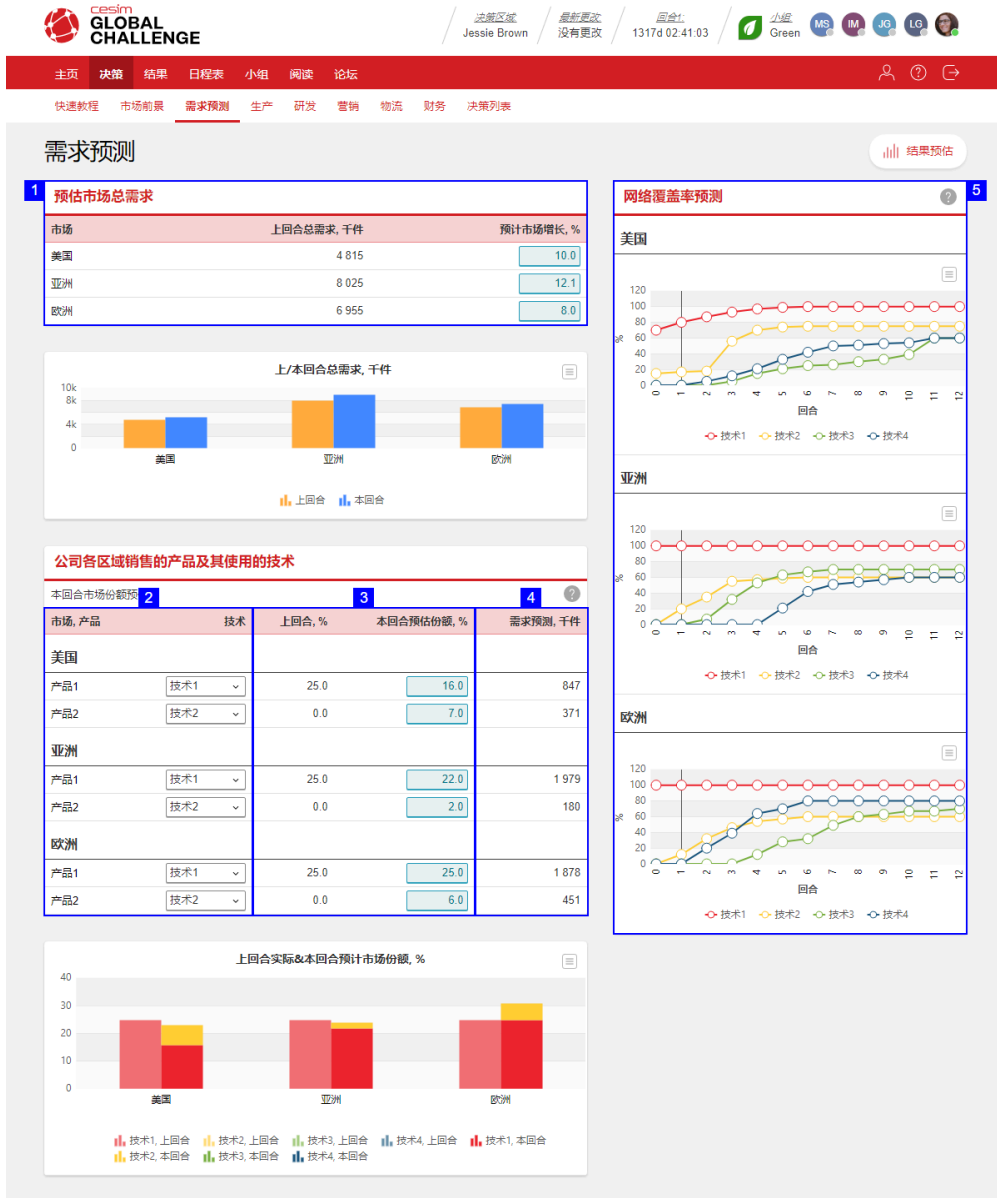 cesim
GLOBAL
CHALLENGE
决策区域:
Jessie Brown
最新更改:
没有更改
回合1:
1317d 02:41:03
小组:
Green
MS IM JG LG
主页 决策 结果 日程表 小组 阅读 论坛
快速教程 市场前景 需求预测 生产 研发 营销 物流 财务 决策列表
需求预测
结果预估
1
预估市场总需求
市场 上回合总需求, 千件 预计市场增长, %
美国 4 815 10.0
亚洲 8 025 12.1
欧洲 6 955 8.0
上/本回合总需求, 千件
10k
8k
4k
0
美国 亚洲 欧洲
上回合 本回合
公司各区域销售的产品及其使用的技术
本回合市场份额预
2 3 4
?
市场, 产品 技术 上回合, % 本回合预估份额, % 需求预测, 千件
美国
产品1 技术1 25.0 16.0 847
产品2 技术2 0.0 7.0 371
亚洲
产品1 技术1 25.0 22.0 1 979
产品2 技术2 0.0 2.0 180
欧洲
产品1 技术1 25.0 25.0 1 878
产品2 技术2 0.0 6.0 451
上回合实际&本回合预计市场份额, %
40
30
20
10
0
美国 亚洲 欧洲
技术1, 上回合 技术2, 上回合 技术3, 上回合 技术4, 上回合 技术1, 本回合
技术2, 本回合 技术3, 本回合 技术4, 本回合
5
网络覆盖率预测
?
美国
120
100
80
60
40
20
0
%
0 1 2 3 4 5 6 7 8 9 10 11 12
回合
技术1 技术2 技术3 技术4
亚洲
120
100
80
60
40
20
0
%
0 1 2 3 4 5 6 7 8 9 10 11 12
回合
技术1 技术2 技术3 技术4
欧洲
120
100
80
60
40
20
0
%
0 1 2 3 4 5 6 7 8 9 10 11 12
回合
技术1 技术2 技术3 技术4